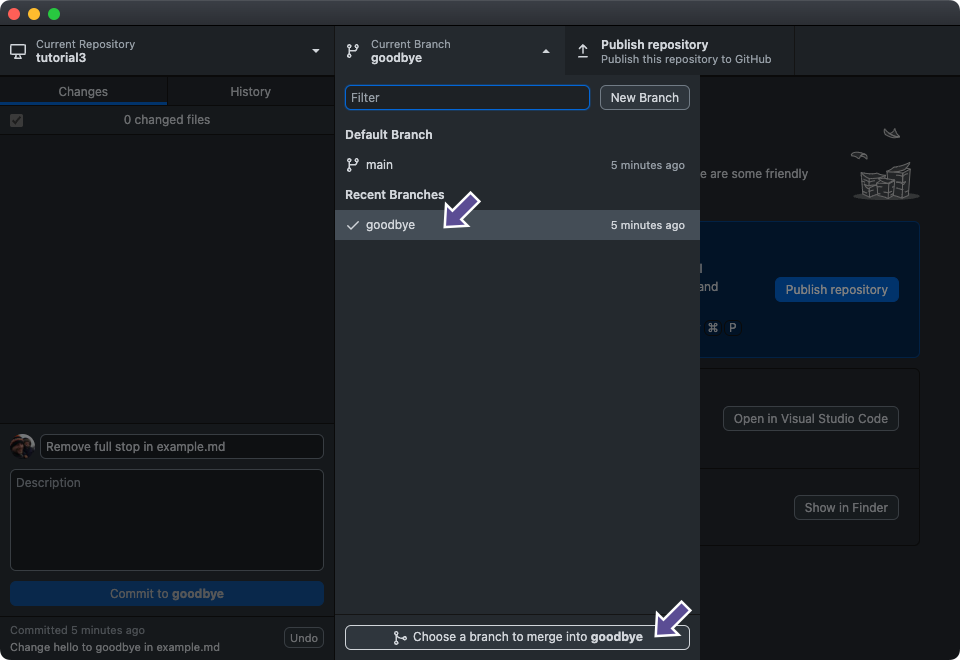 Current Repository
tutorial3
Current Branch
goodbye
Publish repository
Publish this repository to GitHub
Changes
History
0 changed files
Filter
New Branch
Default Branch
main
5 minutes ago
Recent Branches
goodbye
5 minutes ago
e are some friendly
and
Publish repository
⌘ P
Open in Visual Studio Code
Show in Finder
Remove full stop in example.md
Description
Commit to goodbye
Committed 5 minutes ago
Change hello to goodbye in example.md
Undo
Choose a branch to merge into goodbye